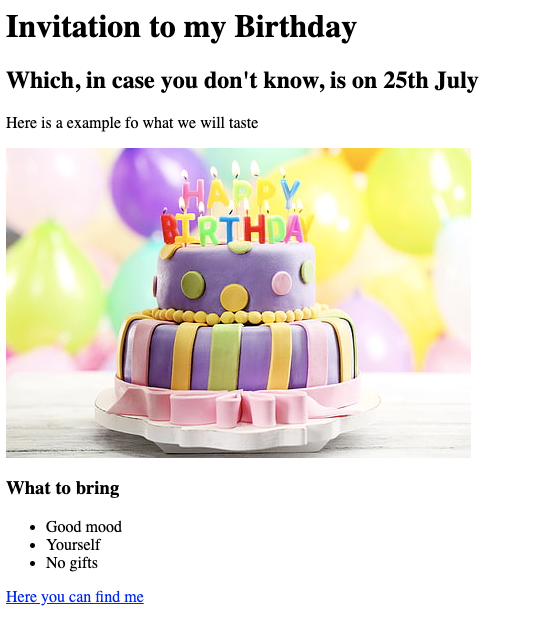 Invitation to my Birthday
Which, in case you don't know, is on 25th July
Here is a example fo what we will taste
HAPPY
BIRTHDAY
What to bring
Good mood
Yourself
No gifts
Here you can find me